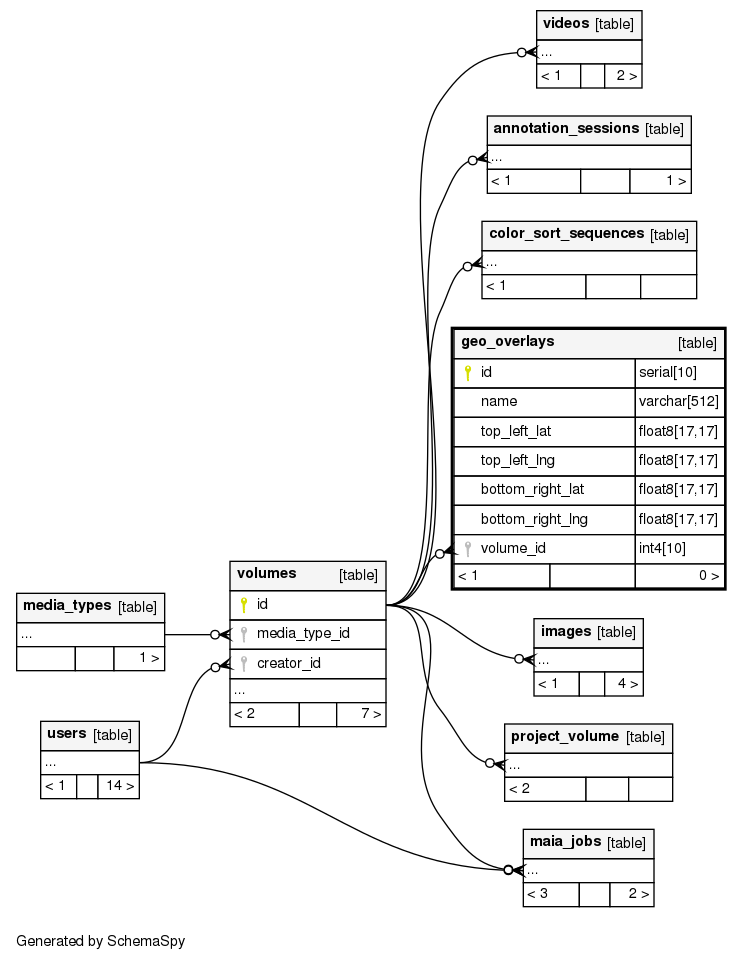 videos [table]
...
< 1 2 >
annotation_sessions [table]
...
< 1 1 >
color_sort_sequences [table]
...
< 1
geo_overlays [table]
id serial[10]
name varchar[512]
top_left_lat float8[17,17]
top_left_lng float8[17,17]
bottom_right_lat float8[17,17]
bottom_right_lng float8[17,17]
volume_id int4[10]
< 1 0 >
volumes [table]
id
media_type_id
creator_id
...
< 2 7 >
media_types [table]
...
1 >
users [table]
...
< 1 14 >
images [table]
...
< 1 4 >
project_volume [table]
...
< 2
maia_jobs [table]
...
< 3 2 >
Generated by SchemaSpy